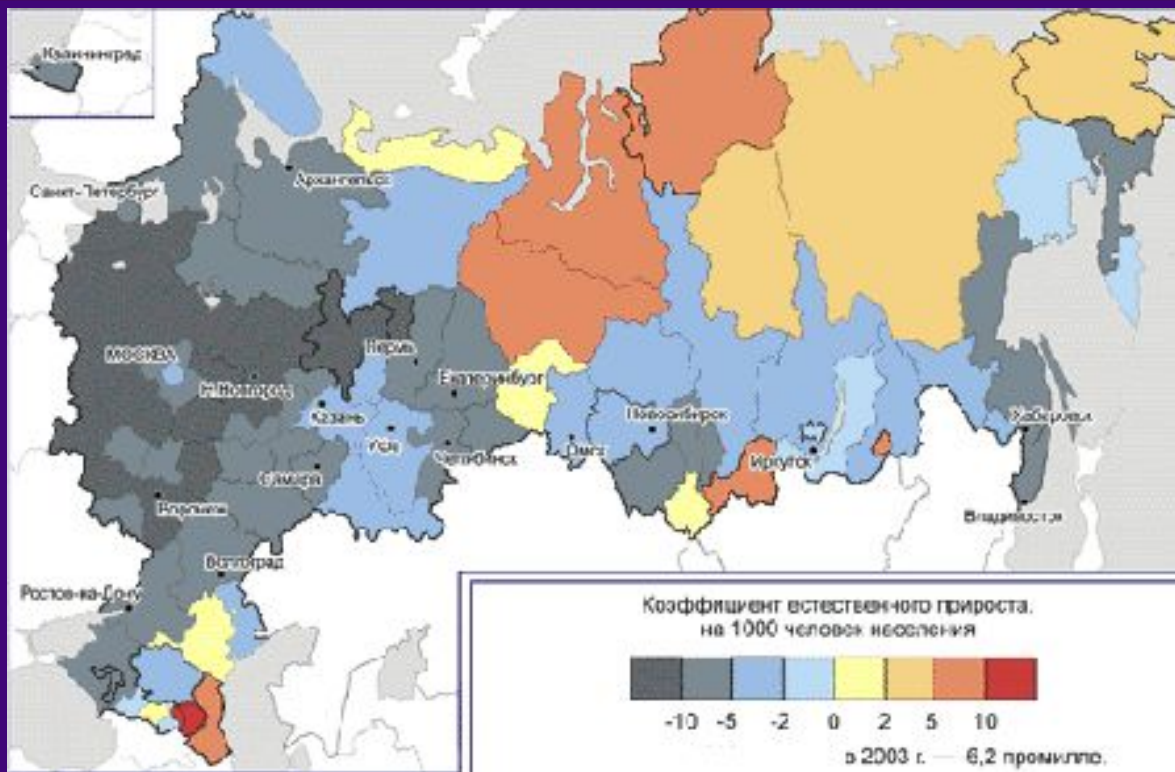 Калининград
Санкт-Петербург
Архангельск
МОСКВА
Н.Новгород
Пермь
Екатеринбург
Казань
Уфа
Челябинск
Самара
Воронеж
Волгоград
Ростов-на-Дону
Омск
Новосибирск
Иркутск
Хабаровск
Владивосток
Коэффициент естественного прироста.
на 1000 человек населения
-10 -5 -2 0 2 5 10
в 2003 г. — 6,2 промилле.